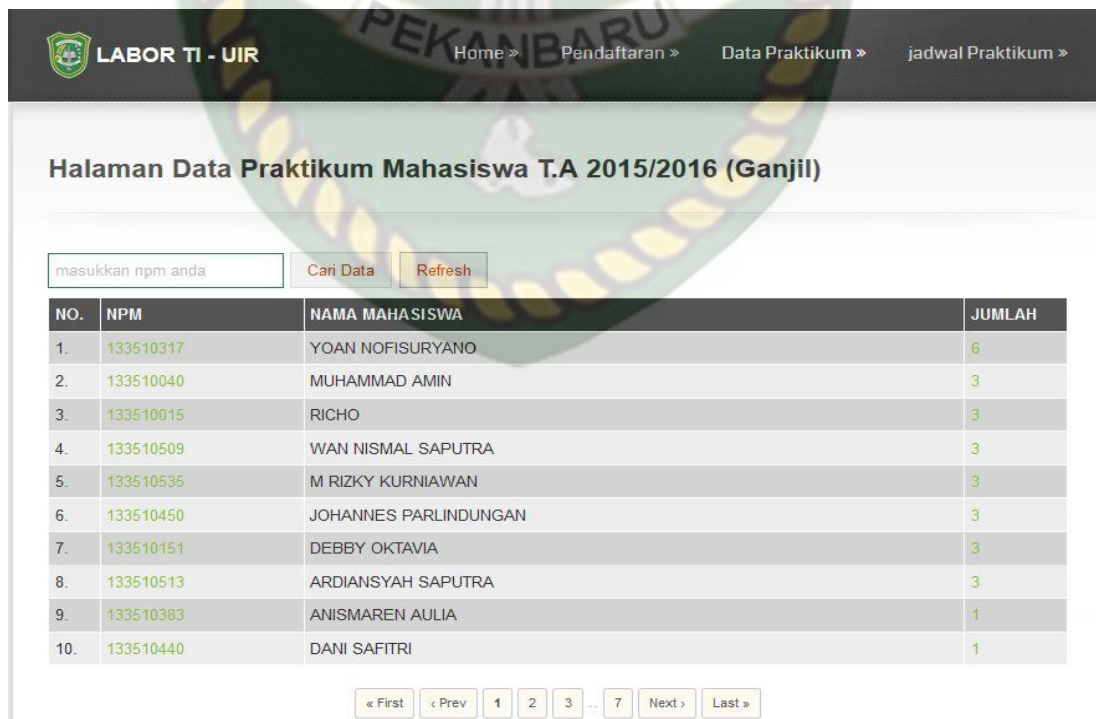 PEKANBARU
LABOR TI - UIR Home » Pendaftaran » Data Praktikum » jadwal Praktikum »
Halaman Data Praktikum Mahasiswa T.A 2015/2016 (Ganjil)
masukkan npm anda Cari Data Refresh
NO. NPM NAMA MAHASISWA JUMLAH
1. 133510317 YOAN NOFISURYANO 6
2. 133510040 MUHAMMAD AMIN 3
3. 133510015 RICHO 3
4. 133510509 WAN NISMAL SAPUTRA 3
5. 133510535 M RIZKY KURNIAWAN 3
6. 133510450 JOHANNES PARLINDUNGAN 3
7. 133510151 DEBBY OKTAVIA 3
8. 133510513 ARDIANSYAH SAPUTRA 3
9. 133510383 ANISMAREN AULIA 1
10. 133510440 DANI SAFITRI 1
« First ‹ Prev 1 2 3 .. 7 Next › Last »